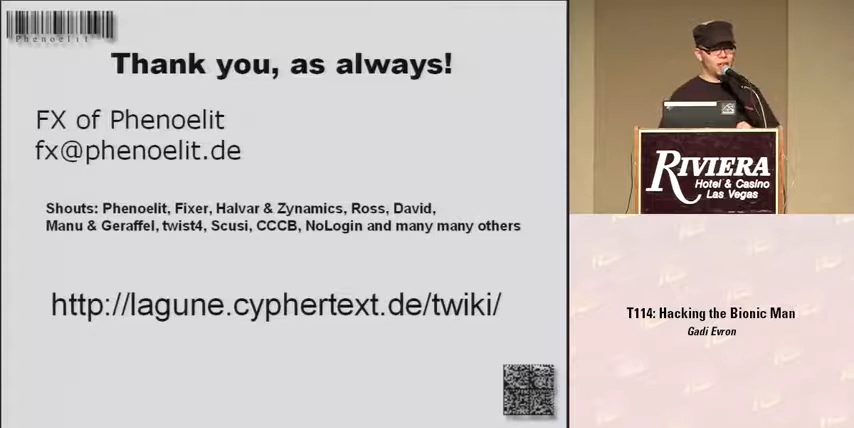 Phenoelit
Thank you, as always!
FX of Phenoelit
fx@phenoelit.de
Shouts: Phenoelit, Fixer, Halvar & Zynamics, Ross, David,
Manu & Geraffel, twist4, Scusi, CCCB, NoLogin and many many others
http://lagune.cyphertext.de/twiki/
RIVIERA
Hotel & Casino
Las Vegas
T114: Hacking the Bionic Man
Gadi Evron